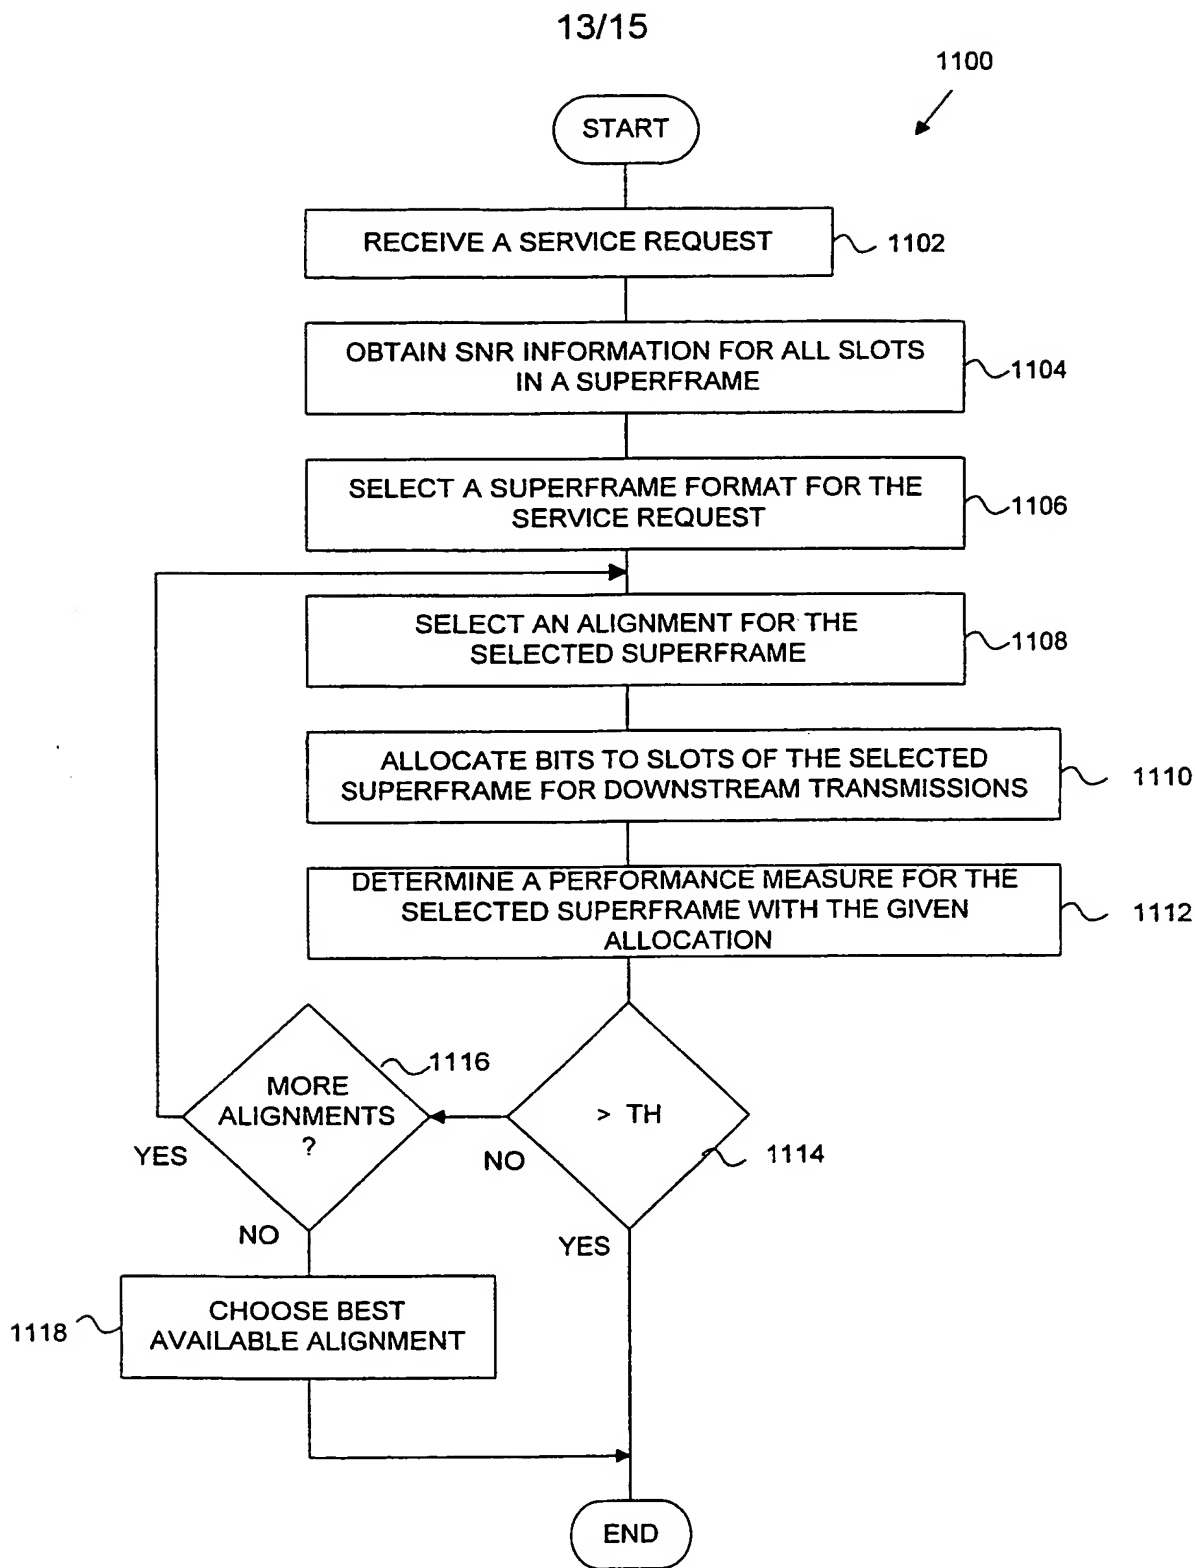 13/15
1100
START
RECEIVE A SERVICE REQUEST
1102
OBTAIN SNR INFORMATION FOR ALL SLOTS
IN A SUPERFRAME
1104
SELECT A SUPERFRAME FORMAT FOR THE
SERVICE REQUEST
1106
SELECT AN ALIGNMENT FOR THE
SELECTED SUPERFRAME
1108
ALLOCATE BITS TO SLOTS OF THE SELECTED
SUPERFRAME FOR DOWNSTREAM TRANSMISSIONS
1110
DETERMINE A PERFORMANCE MEASURE FOR THE
SELECTED SUPERFRAME WITH THE GIVEN
ALLOCATION
1112
> TH
1114
NO
YES
MORE
ALIGNMENTS
?
1116
YES
NO
CHOOSE BEST
AVAILABLE ALIGNMENT
1118
END